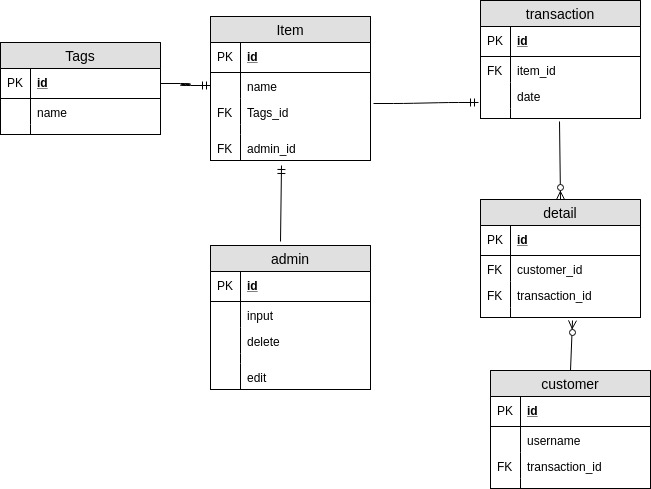 Tags
PK id
name
Item
PK id
name
FK Tags_id
FK admin_id
transaction
PK id
FK item_id
date
admin
PK id
input
delete
edit
detail
PK id
FK customer_id
FK transaction_id
customer
PK id
username
FK transaction_id